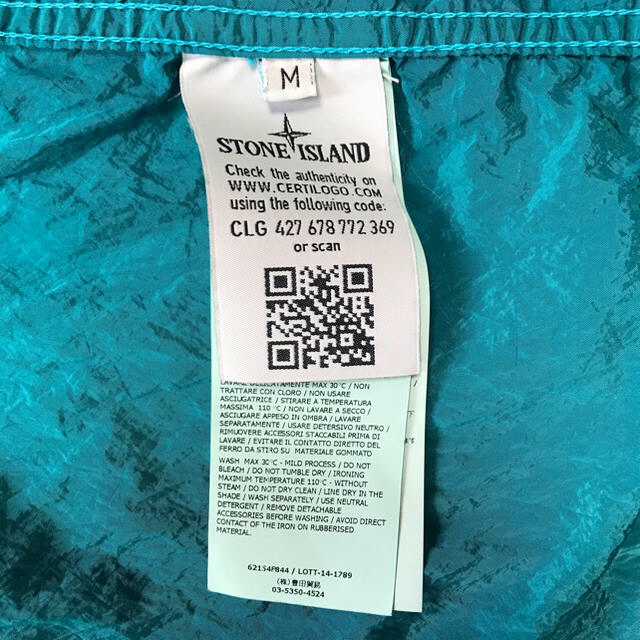 M
STONE ISLAND
Check the authenticity on
WWW.CERTILOGO.COM
using the following code:
CLG 427 678 772 369
or scan
LAVARE DELICATAMENTE MAX 30°C / NON
TRATTARE CON CLORO / NON USARE
ASCIUGATRICE / STIRARE A TEMPERATURA
MASSIMA 110 °C / NON LAVARE A SECCO /
ASCIUGARE APPESO IN OMBRA / LAVARE
SEPARATAMENTE / USARE DETERSIVO NEUTRO /
RIMUOVERE ACCESSORI STACCABILI PRIMA DI
LAVARE / EVITARE IL CONTATTO DIRETTO DEL
FERRO DA STIRO SU MATERIALE GOMMATO
WASH MAX 30°C - MILD PROCESS / DO NOT
BLEACH / DO NOT TUMBLE DRY / IRONING
MAXIMUM TEMPERATURE 110°C - WITHOUT
STEAM / DO NOT DRY CLEAN / LINE DRY IN THE
SHADE / WASH SEPARATELY / USE NEUTRAL
DETERGENT / REMOVE DETACHABLE
ACCESSORIES BEFORE WASHING / AVOID DIRECT
CONTACT OF THE IRON ON RUBBERISED
MATERIAL.
62154P844 / LOTT-14-1789
(株)豊田貿易
03-5350-4524